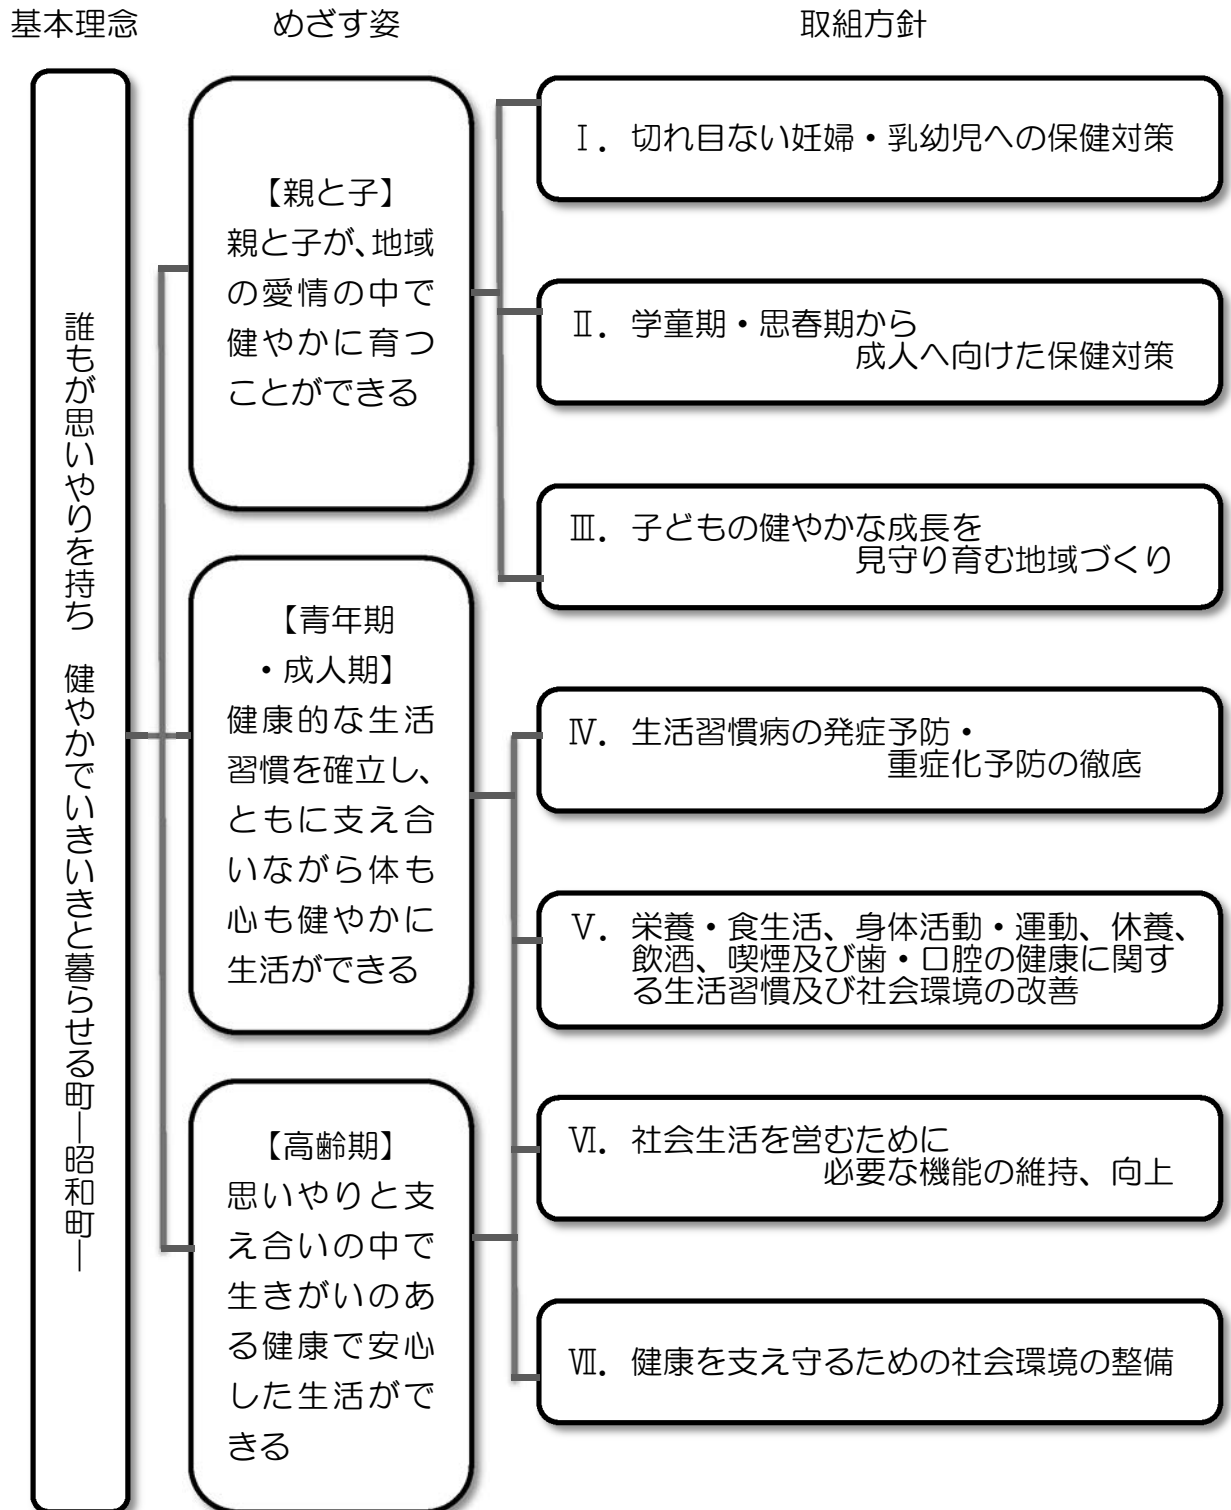 基本理念
めざす姿
取組方針
誰もが思いやりを持ち　健やかでいきいきと暮らせる町―昭和町―
【親と子】
親と子が、地域
の愛情の中で
健やかに育つ
ことができる
【青年期
・成人期】
健康的な生活
習慣を確立し、
ともに支え合
いながら体も
心も健やかに
生活ができる
【高齢期】
思いやりと支
え合いの中で
生きがいのあ
る健康で安心
した生活がで
きる
Ⅰ．切れ目ない妊婦・乳幼児への保健対策
Ⅱ．学童期・思春期から
成人へ向けた保健対策
Ⅲ．子どもの健やかな成長を
見守り育む地域づくり
Ⅳ．生活習慣病の発症予防・
重症化予防の徹底
Ⅴ．栄養・食生活、身体活動・運動、休養、
飲酒、喫煙及び歯・口腔の健康に関す
る生活習慣及び社会環境の改善
Ⅵ．社会生活を営むために
必要な機能の維持、向上
Ⅶ．健康を支え守るための社会環境の整備